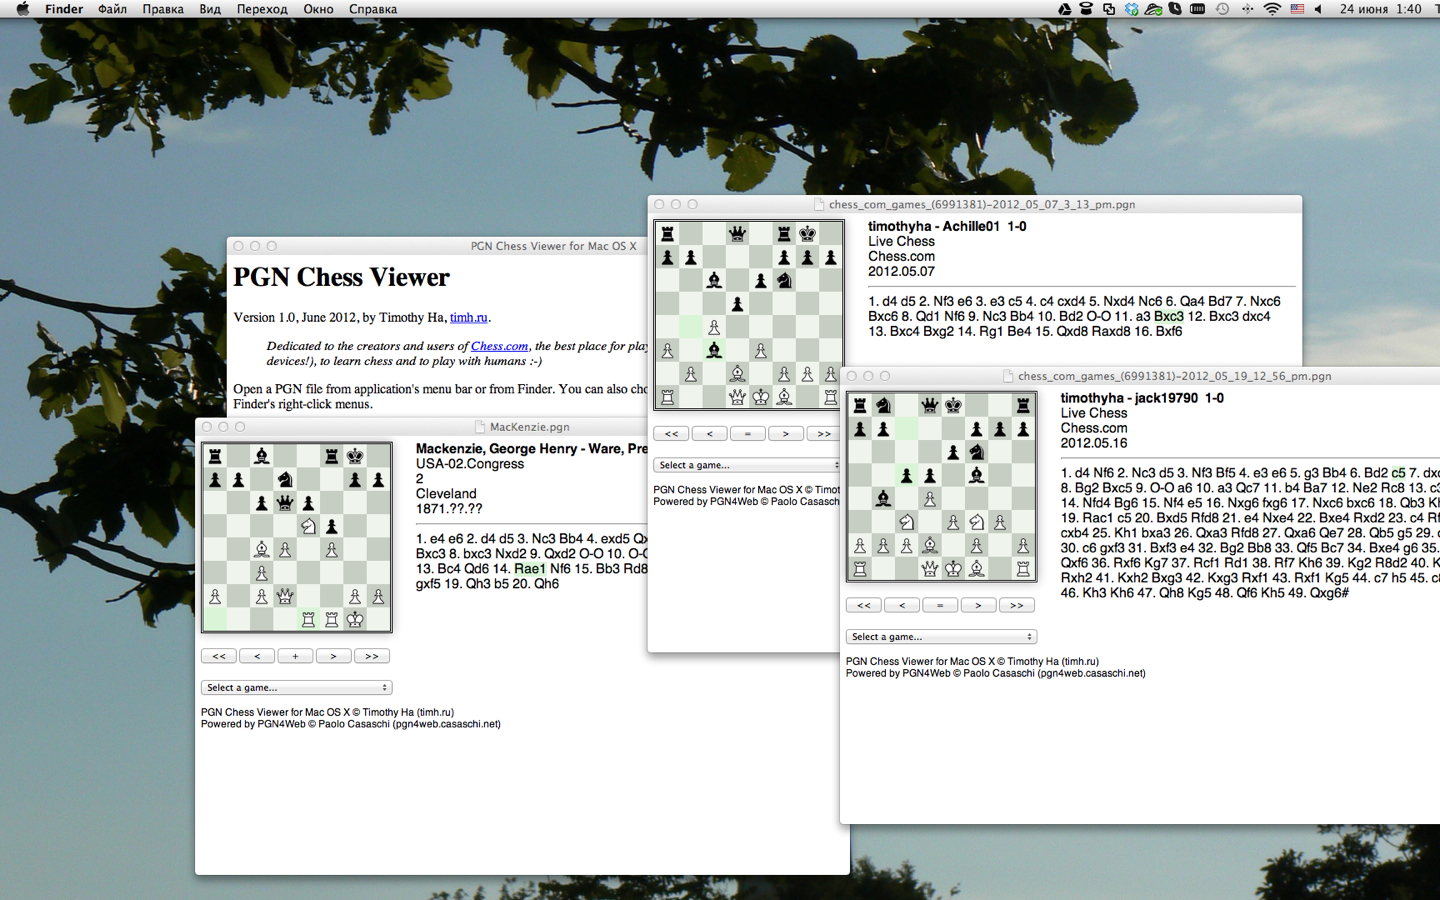 Finder Файл Правка Вид Переход Окно Справка 24 июня 1:40
chess_com_games_(6991381)-2012_05_07_3_13_pm.pgn
timothyha - Achille01 1-0
Live Chess
Chess.com
2012.05.07
1. d4 d5 2. Nf3 e6 3. e3 c5 4. c4 cxd4 5. Nxd4 Nc6 6. Qa4 Bd7 7. Nxc6
Bxc6 8. Qd1 Nf6 9. Nc3 Bb4 10. Bd2 O-O 11. a3 Bxc3 12. Bxc3 dxc4
13. Bxc4 Bxg2 14. Rg1 Be4 15. Qxd8 Raxd8 16. Bxf6
<< < = > >>
Select a game...
PGN Chess Viewer for Mac OS X © Timot
Powered by PGN4Web © Paolo Casasch
PGN Chess Viewer for Mac OS X
PGN Chess Viewer
Version 1.0, June 2012, by Timothy Ha, timh.ru.
Dedicated to the creators and users of Chess.com, the best place for play
devices!), to learn chess and to play with humans :-)
Open a PGN file from application's menu bar or from Finder. You can also cho
Finder's right-click menus.
chess_com_games_(6991381)-2012_05_19_12_56_pm.pgn
timothyha - jack19790 1-0
Live Chess
Chess.com
2012.05.16
1. d4 Nf6 2. Nc3 d5 3. Nf3 Bf5 4. e3 e6 5. g3 Bb4 6. Bd2 c5 7. dxc
8. Bg2 Bxc5 9. O-O a6 10. a3 Qc7 11. b4 Ba7 12. Ne2 Rc8 13. c3
14. Nfd4 Bg6 15. Nf4 e5 16. Nxg6 fxg6 17. Nxc6 bxc6 18. Qb3 Kh
19. Rac1 c5 20. Bxd5 Rfd8 21. e4 Nxe4 22. Bxe4 Rxd2 23. c4 Rf
cxb4 25. Kh1 bxa3 26. Qxa3 Rfd8 27. Qxa6 Qe7 28. Qb5 g5 29. c
30. c6 gxf3 31. Bxf3 e4 32. Bg2 Bb8 33. Qf5 Bc7 34. Bxe4 g6 35.
Qxf6 36. Rxf6 Kg7 37. Rcf1 Rd1 38. Rf7 Kh6 39. Kg2 R8d2 40. K
Rxh2 41. Kxh2 Bxg3 42. Kxg3 Rxf1 43. Rxf1 Kg5 44. c7 h5 45. c8
46. Kh3 Kh6 47. Qh8 Kg5 48. Qf6 Kh5 49. Qxg6#
<< < = > >>
Select a game...
PGN Chess Viewer for Mac OS X © Timothy Ha (timh.ru)
Powered by PGN4Web © Paolo Casaschi (pgn4web.casaschi.net)
MacKenzie.pgn
Mackenzie, George Henry - Ware, Pre
USA-02.Congress
2
Cleveland
1871.??.??
1. e4 e6 2. d4 d5 3. Nc3 Bb4 4. exd5 Qx
Bxc3 8. bxc3 Nxd2 9. Qxd2 O-O 10. O-O
13. Bc4 Qd6 14. Rae1 Nf6 15. Bb3 Rd8
gxf5 19. Qh3 b5 20. Qh6
<< < + > >>
Select a game...
PGN Chess Viewer for Mac OS X © Timothy Ha (timh.ru)
Powered by PGN4Web © Paolo Casaschi (pgn4web.casaschi.net)